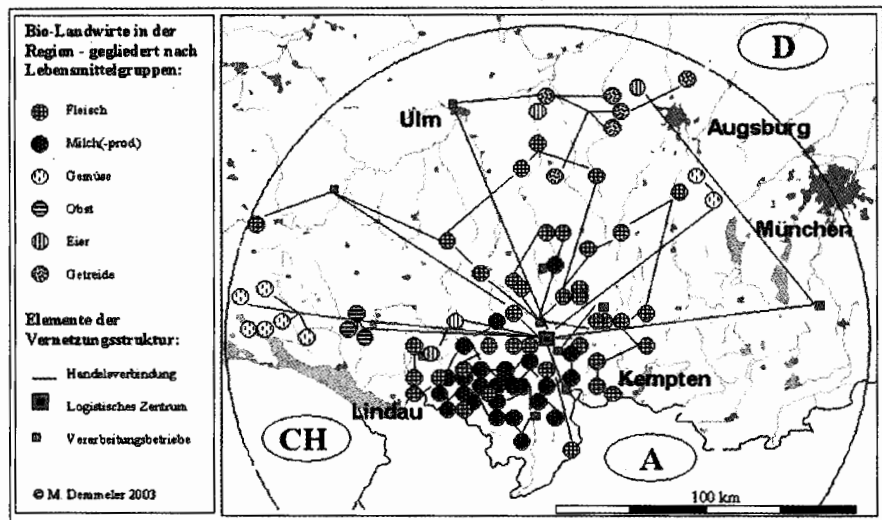 Bio-Landwirte in der
Region - gegliedert nach
Lebensmittelgruppen:
Fleisch
Milch(-prod.)
Gemüse
Obst
Eier
Getreide
Elemente der
Vernetzungsstruktur:
Handelsverbindung
Logistisches Zentrum
Verarbeitungsbetriebe
© M. Demmeler 2003
D
Ulm
Augsburg
München
Kempten
Lindau
CH
A
100 km